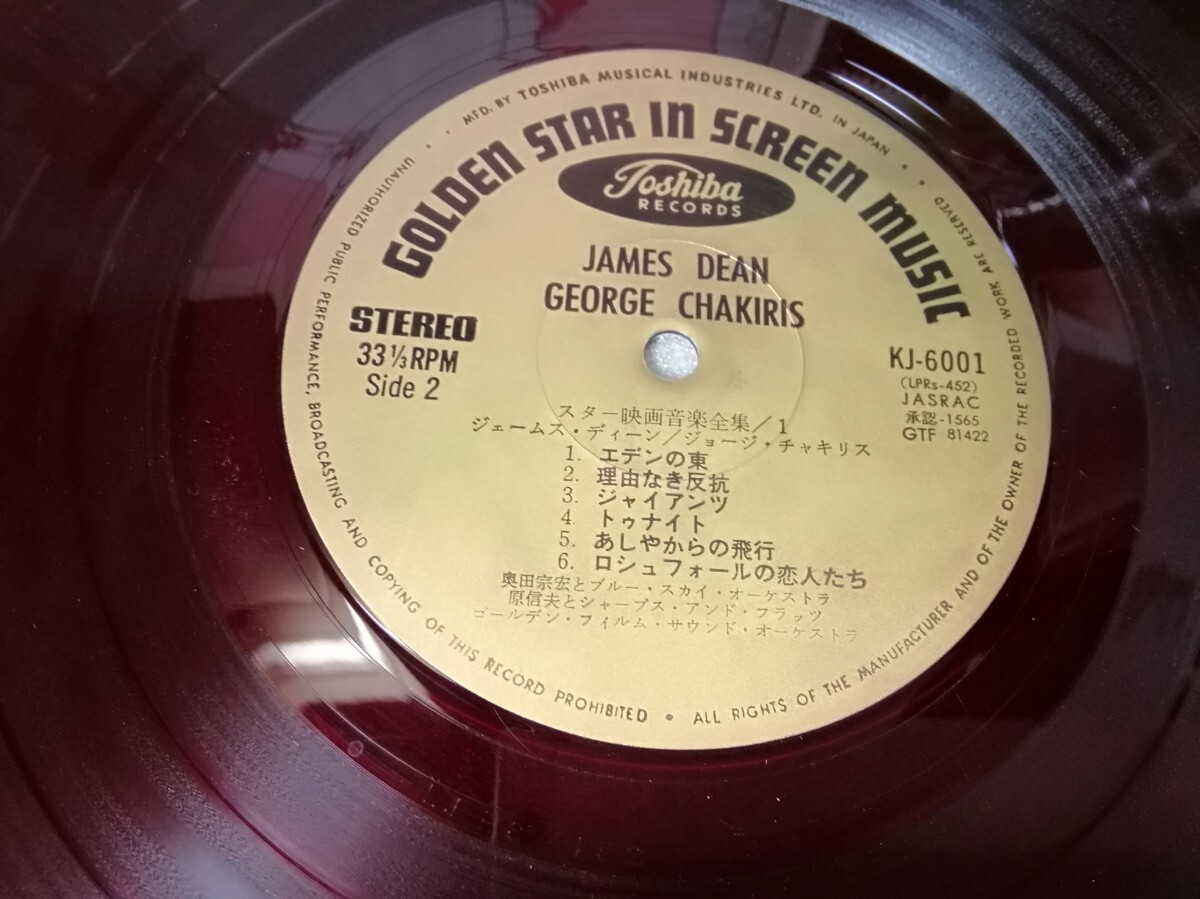 MFD. BY TOSHIBA MUSICAL INDUSTRIES LTD. IN JAPAN
GOLDEN STAR IN SCREEN MUSIC
Toshiba
RECORDS
JAMES DEAN
GEORGE CHAKIRIS
STEREO
33 1/3 RPM
Side 2
KJ-6001
(LPRs-452)
JASRAC
承認-1565
GTF 81422
スター映画音楽全集/1
ジェームス・ディーン/ジョージ・チャキリス
1. エデンの東
2. 理由なき反抗
3. ジャイアンツ
4 トゥナイト
5. あしやからの飛行
6. ロシュフォールの恋人たち
奥田宗宏とブルー・スカイ・オーケストラ
原信夫とシャープス・アンド・フラッツ
ゴールデン・フィルム・サウンド・オーケストラ
UNAUTHORIZED PUBLIC PERFORMANCE, BROADCASTING AND COPYING OF THIS RECORD PROHIBITED • ALL RIGHTS OF THE MANUFACTURER AND OF THE OWNER OF THE RECORDED WORK ARE RESERVED